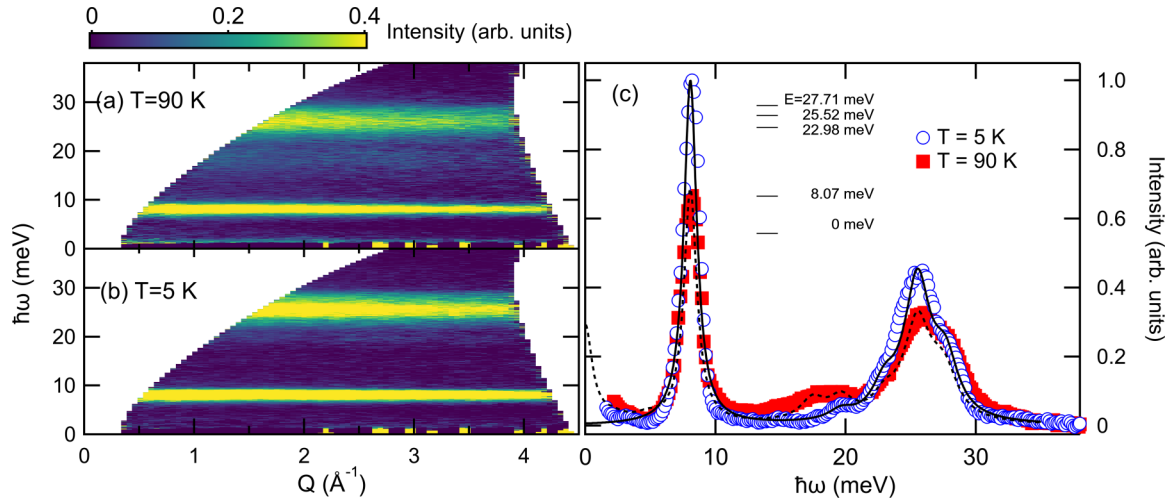 0
0.2
0.4
Intensity (arb. units)
(a) T=90 K
30
20
10
0
(b) T=5 K
30
20
10
0
ħω (meV)
0
1
2
3
4
Q (Å⁻¹)
(c)
E=27.71 meV
25.52 meV
22.98 meV
8.07 meV
0 meV
T = 5 K
T = 90 K
1.0
0.8
0.6
0.4
0.2
0
Intensity (arb. units)
0
10
20
30
ħω (meV)